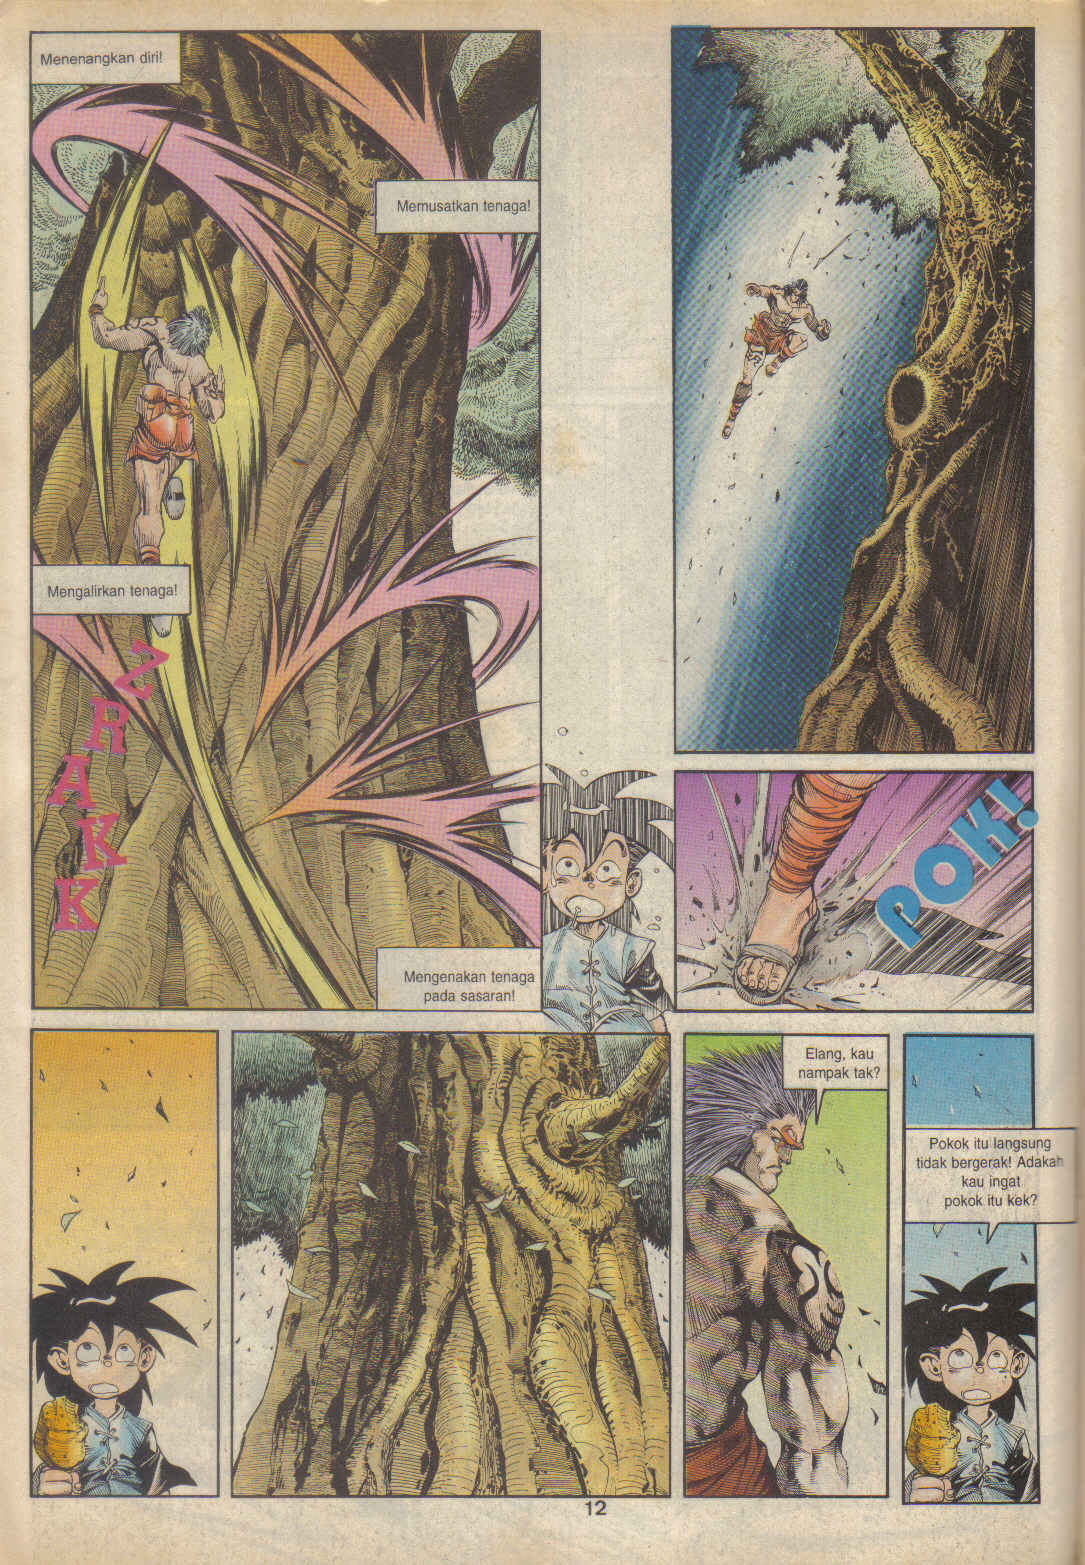 Menenangkan diri!
Memusatkan tenaga!
Mengalirkan tenaga!
ZRAKK
Mengenakan tenaga
pada sasaran!
POK!
Elang, kau
nampak tak?
Pokok itu langsung
tidak bergerak! Adakah
kau ingat
pokok itu kek?
12